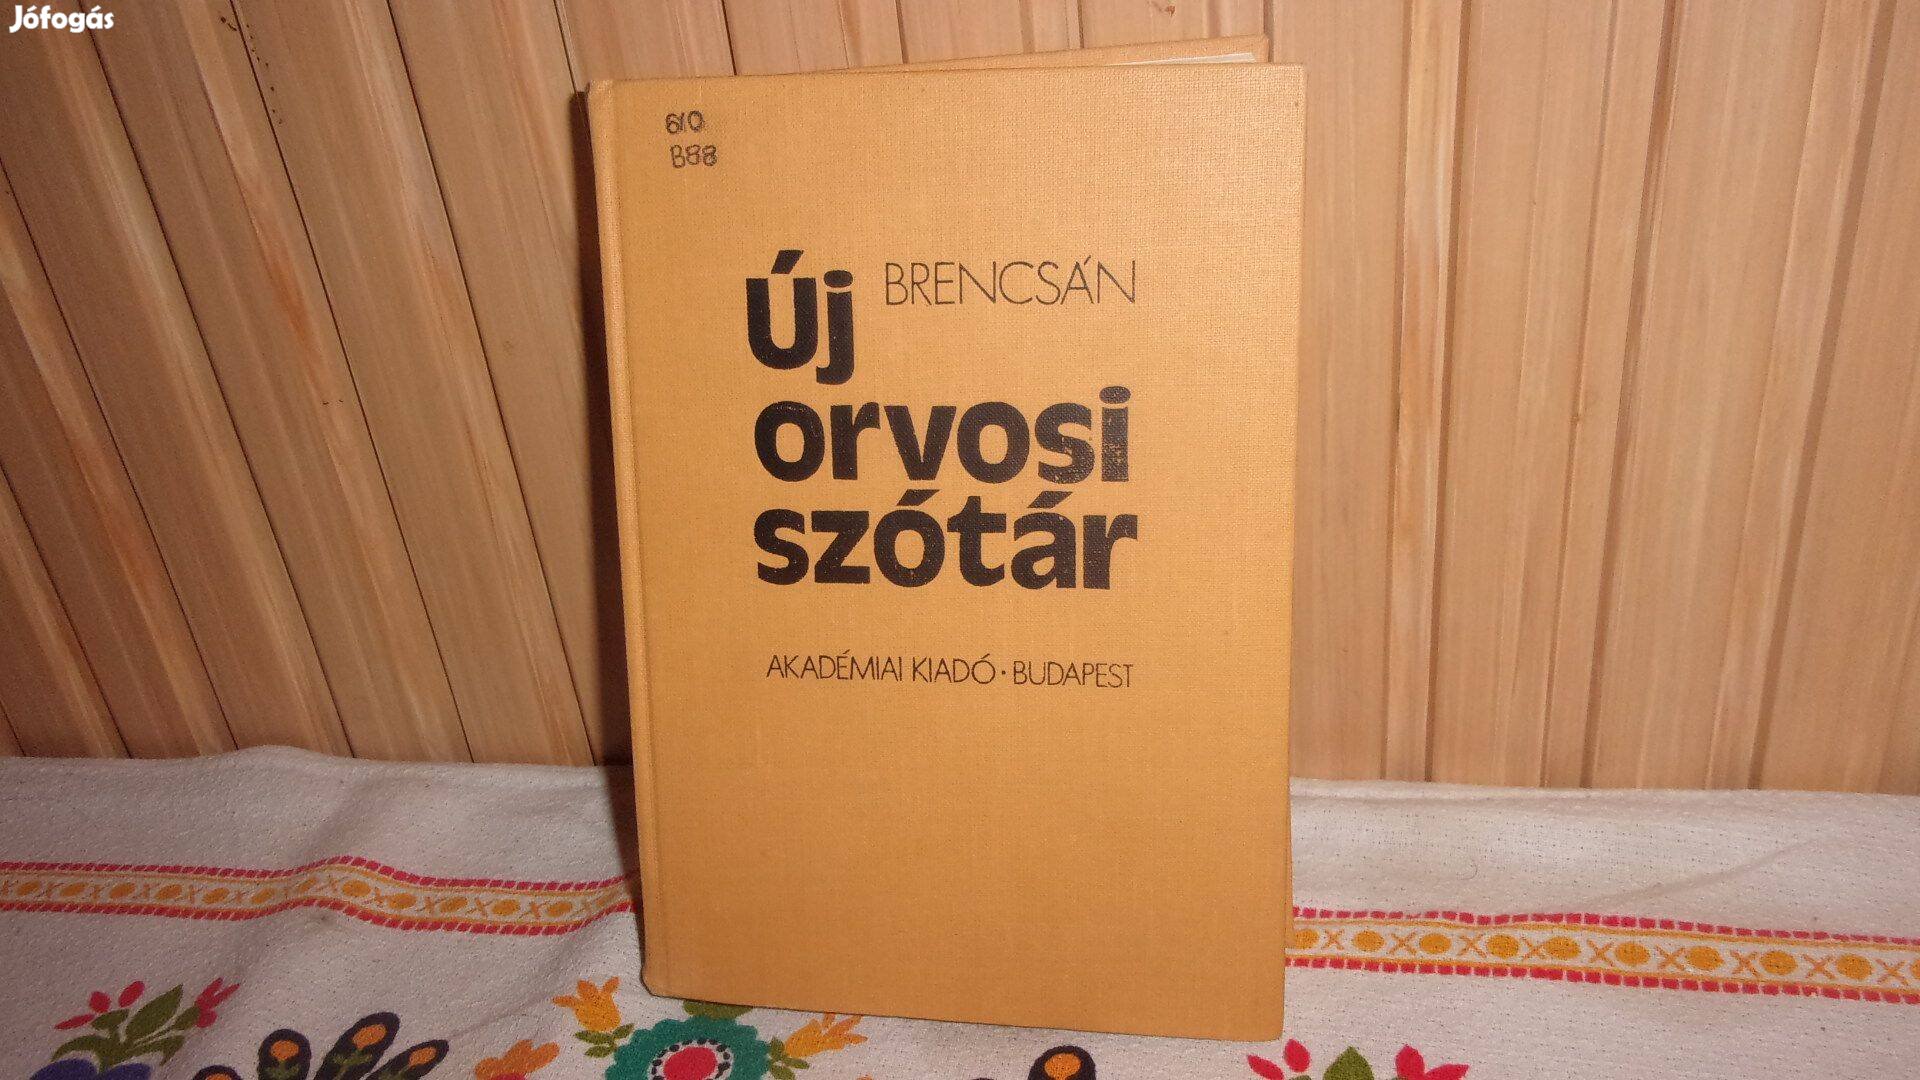 Jófogás
610
B88
BRENCSÁN
Új
orvosi
szótár
AKADÉMIAI KIADÓ · BUDAPEST